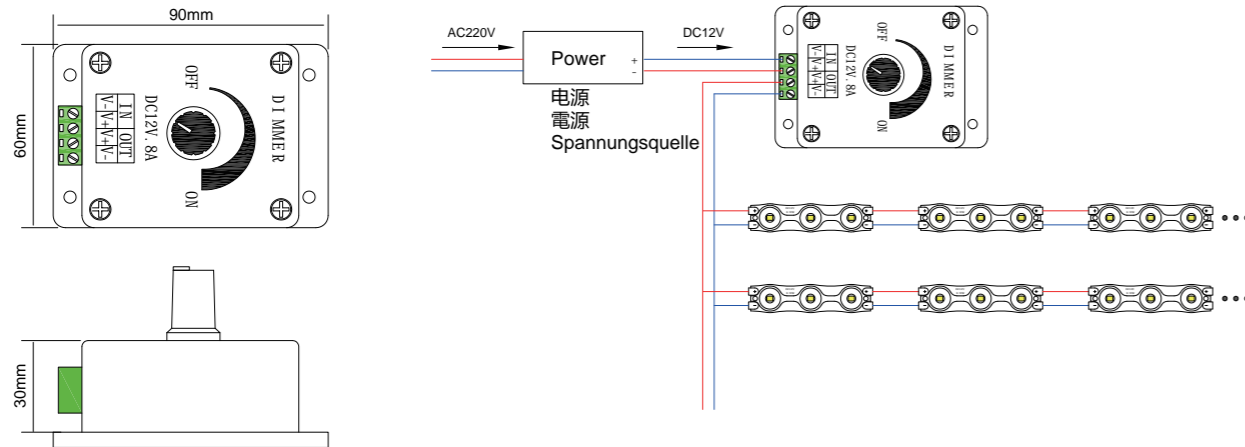 90mm
60mm
OFF
DIMMER
DC12V.8A
IN OUT
V- V+ V+ V-
ON
30mm
AC220V
Power
+
-
DC12V
电源
電源
Spannungsquelle
OFF
DIMMER
DC12V.8A
IN OUT
V- V+ V+ V-
ON